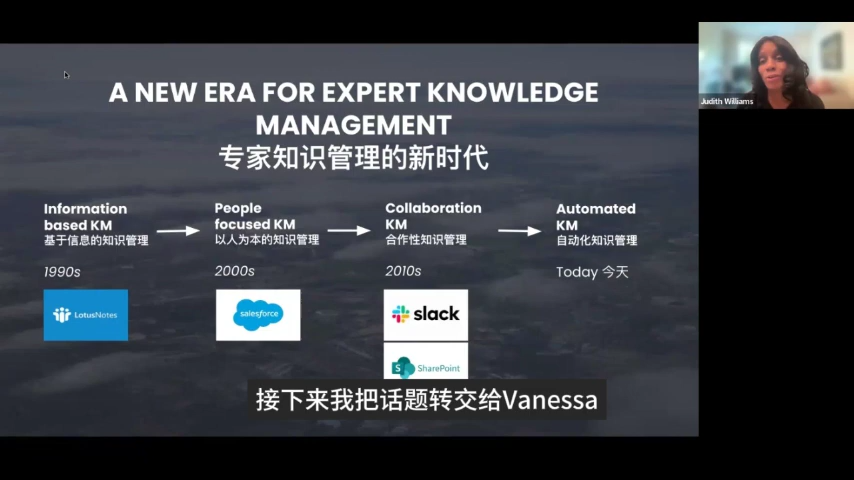 A NEW ERA FOR EXPERT KNOWLEDGE
MANAGEMENT
专家知识管理的新时代
Information
based KM
基于信息的知识管理
1990s
LotusNotes
People
focused KM
以人为本的知识管理
2000s
salesforce
Collaboration
KM
合作性知识管理
2010s
slack
S SharePoint
Automated
KM
自动化知识管理
Today 今天
接下来我把话题转交给Vanessa
Judith Williams